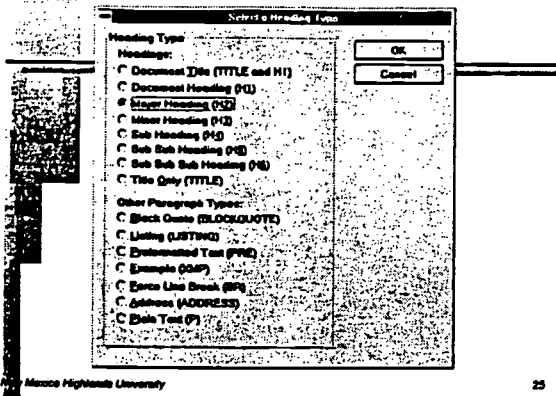 Select a Heading Type
Heading Type
Headings:
Document Title (TITLE and H1)
Document Heading (H1)
Major Heading (H2)
Minor Heading (H3)
Sub Heading (H4)
Sub Sub Heading (H5)
Sub Sub Sub Heading (H6)
Title Only (TITLE)
Other Paragraph Types:
Block Quote (BLOCKQUOTE)
Listing (LISTING)
Preformatted Text (PRE)
Example (XMP)
Force Line Break (BR)
Address (ADDRESS)
Plain Text (P)
OK
Cancel
New Mexico Highlands University
25